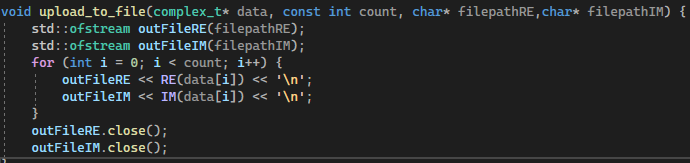 void upload_to_file(complex_t* data, const int count, char* filepathRE,char* filepathIM) {
    std::ofstream outFileRE(filepathRE);
    std::ofstream outFileIM(filepathIM);
    for (int i = 0; i < count; i++) {
        outFileRE << RE(data[i]) << '\n';
        outFileIM << IM(data[i]) << '\n';
    }
    outFileRE.close();
    outFileIM.close();
}